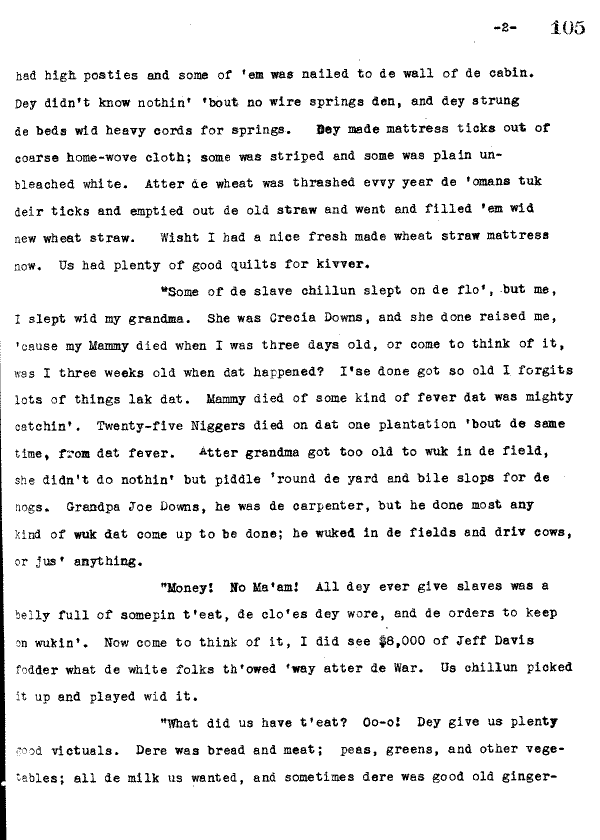 -2- 105
had high posties and some of 'em was nailed to de wall of de cabin.
Dey didn't know nothin' 'bout no wire springs den, and dey strung
de beds wid heavy cords for springs. Dey made mattress ticks out of
coarse home-wove cloth; some was striped and some was plain un-
bleached white. Atter de wheat was thrashed evvy year de 'omans tuk
deir ticks and emptied out de old straw and went and filled 'em wid
new wheat straw. Wisht I had a nice fresh made wheat straw mattress
now. Us had plenty of good quilts for kivver.
"Some of de slave chillun slept on de flo', but me,
I slept wid my grandma. She was Crecia Downs, and she done raised me,
'cause my Mammy died when I was three days old, or come to think of it,
was I three weeks old when dat happened? I'se done got so old I forgits
lots of things lak dat. Mammy died of some kind of fever dat was mighty
catchin'. Twenty-five Niggers died on dat one plantation 'bout de same
time, from dat fever. Atter grandma got too old to wuk in de field,
she didn't do nothin' but piddle 'round de yard and bile slops for de
hogs. Grandpa Joe Downs, he was de carpenter, but he done most any
kind of wuk dat come up to be done; he wuked in de fields and driv cows,
or jus' anything.
"Money! No Ma'am! All dey ever give slaves was a
belly full of somepin t'eat, de clo'es dey wore, and de orders to keep
on wukin'. Now come to think of it, I did see $8,000 of Jeff Davis
fodder what de white folks th'owed 'way atter de War. Us chillun picked
it up and played wid it.
"What did us have t'eat? Oo-o! Dey give us plenty
good victuals. Dere was bread and meat; peas, greens, and other vege-
tables; all de milk us wanted, and sometimes dere was good old ginger-